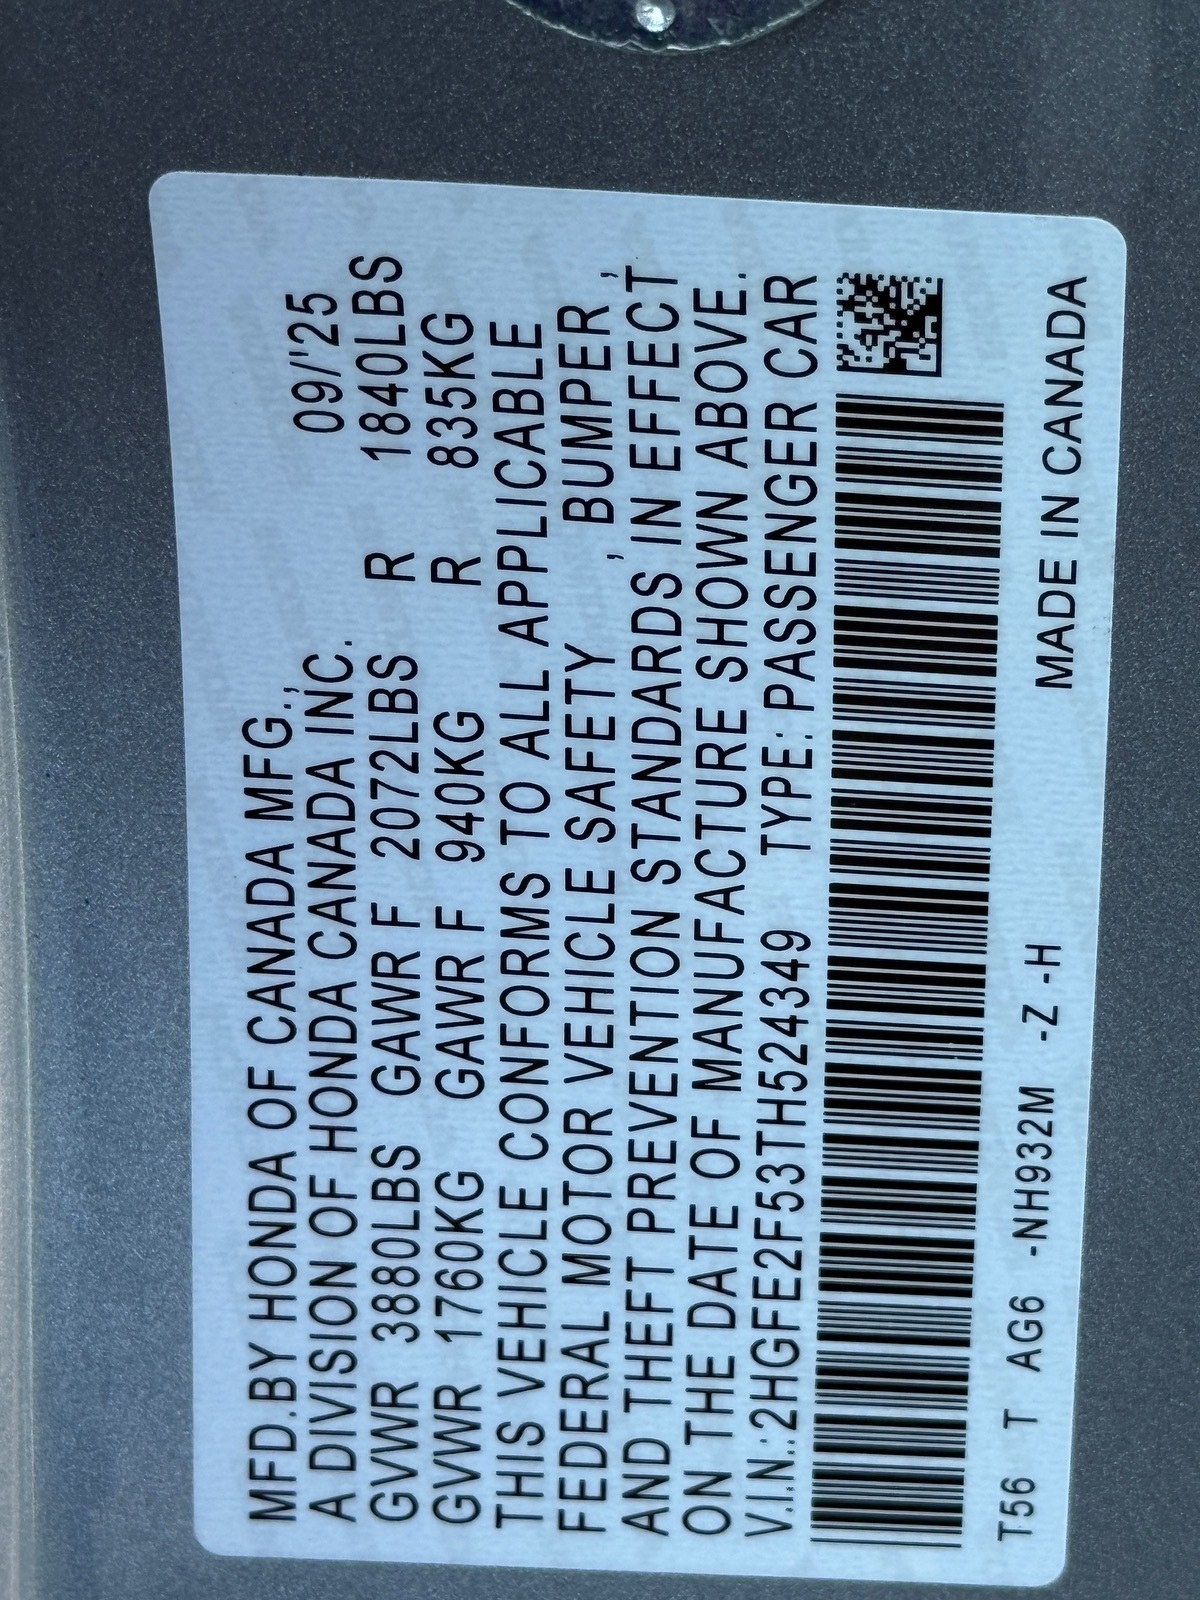 MFD.BY HONDA OF CANADA MFG.,
A DIVISION OF HONDA CANADA INC. 09/'25
GVWR 3880LBS GAWR F 2072LBS R 1840LBS
GVWR 1760KG GAWR F 940KG R 835KG
THIS VEHICLE CONFORMS TO ALL APPLICABLE
FEDERAL MOTOR VEHICLE SAFETY , BUMPER ,
AND THEFT PREVENTION STANDARDS IN EFFECT
ON THE DATE OF MANUFACTURE SHOWN ABOVE.
V.I.N.:2HGFE2F53TH524349 TYPE: PASSENGER CAR
T56 T AG6 -NH932M -Z -H MADE IN CANADA